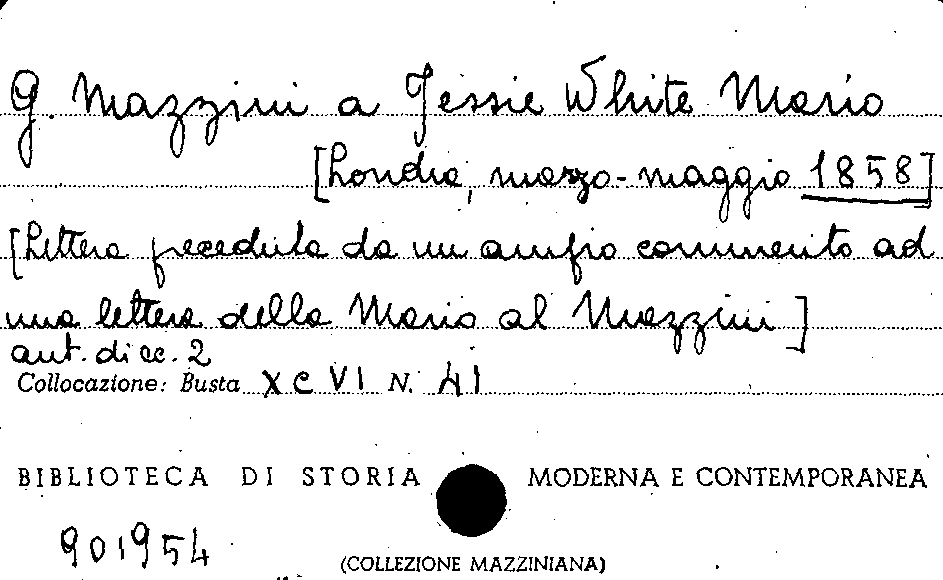 G. Mazzini a Jessie White Mario
[Londra, marzo-maggio 1858]
[Lettera preceduta da un ampio commento ad
una lettera della Mario al Mazzini]
aut. di cc. 2
Collocazione: Busta XCVI N. 41
BIBLIOTECA DI STORIA MODERNA E CONTEMPORANEA
901954
(COLLEZIONE MAZZINIANA)